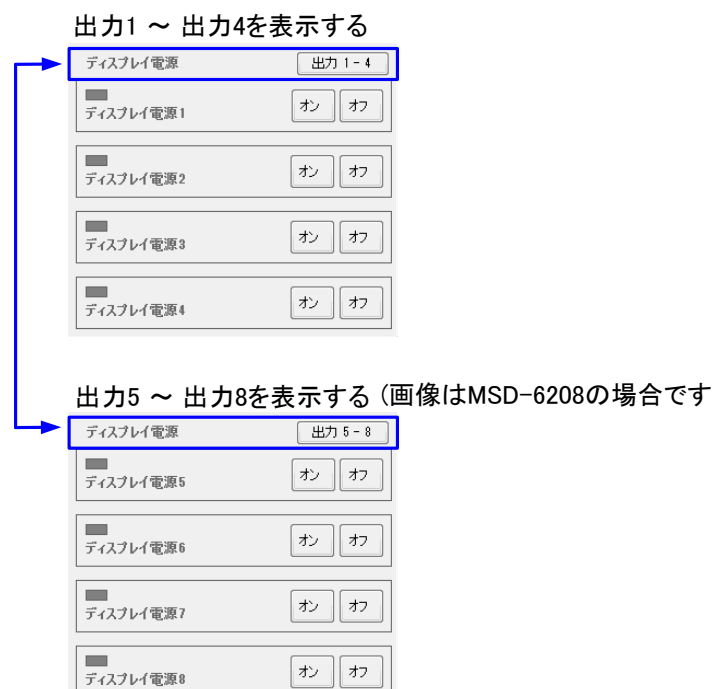 出力1 ～ 出力4を表示する
ディスプレイ電源 出力 1 - 4
ディスプレイ電源1 オン オフ
ディスプレイ電源2 オン オフ
ディスプレイ電源3 オン オフ
ディスプレイ電源4 オン オフ
出力5 ～ 出力8を表示する (画像はMSD-6208の場合です
ディスプレイ電源 出力 5 - 8
ディスプレイ電源5 オン オフ
ディスプレイ電源6 オン オフ
ディスプレイ電源7 オン オフ
ディスプレイ電源8 オン オフ